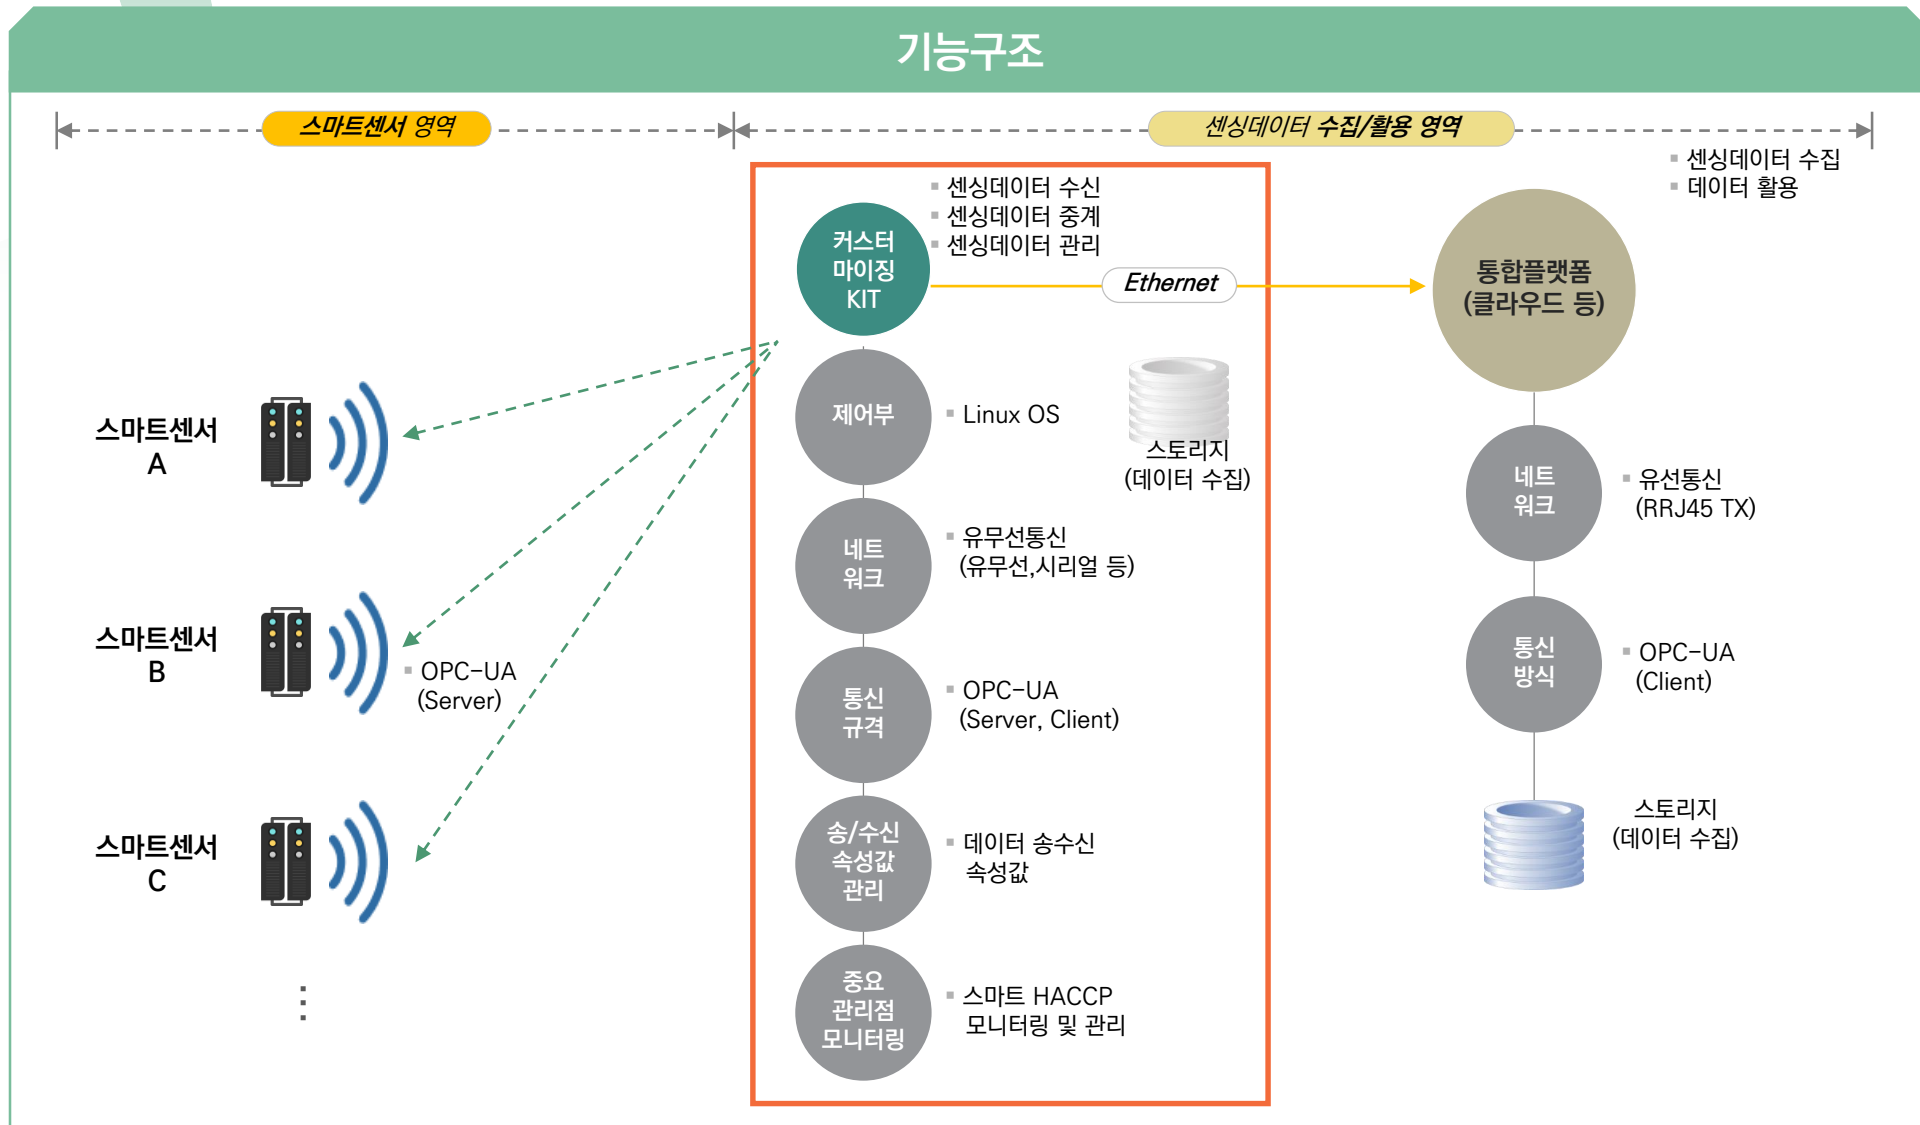 기능구조
스마트센서 영역
센싱데이터 수집/활용 영역
센싱데이터 수집
데이터 활용
센싱데이터 수신
센싱데이터 중계
센싱데이터 관리
커스터
마이징
KIT
Ethernet
통합플랫폼
(클라우드 등)
제어부
Linux OS
스토리지
(데이터 수집)
네트
워크
유무선통신
(유무선,시리얼 등)
통신
규격
OPC-UA
(Server, Client)
송/수신
속성값
관리
데이터 송수신
속성값
중요
관리점
모니터링
스마트 HACCP
모니터링 및 관리
스마트센서
A
스마트센서
B
OPC-UA
(Server)
스마트센서
C
⋮
네트
워크
유선통신
(RRJ45 TX)
통신
방식
OPC-UA
(Client)
스토리지
(데이터 수집)